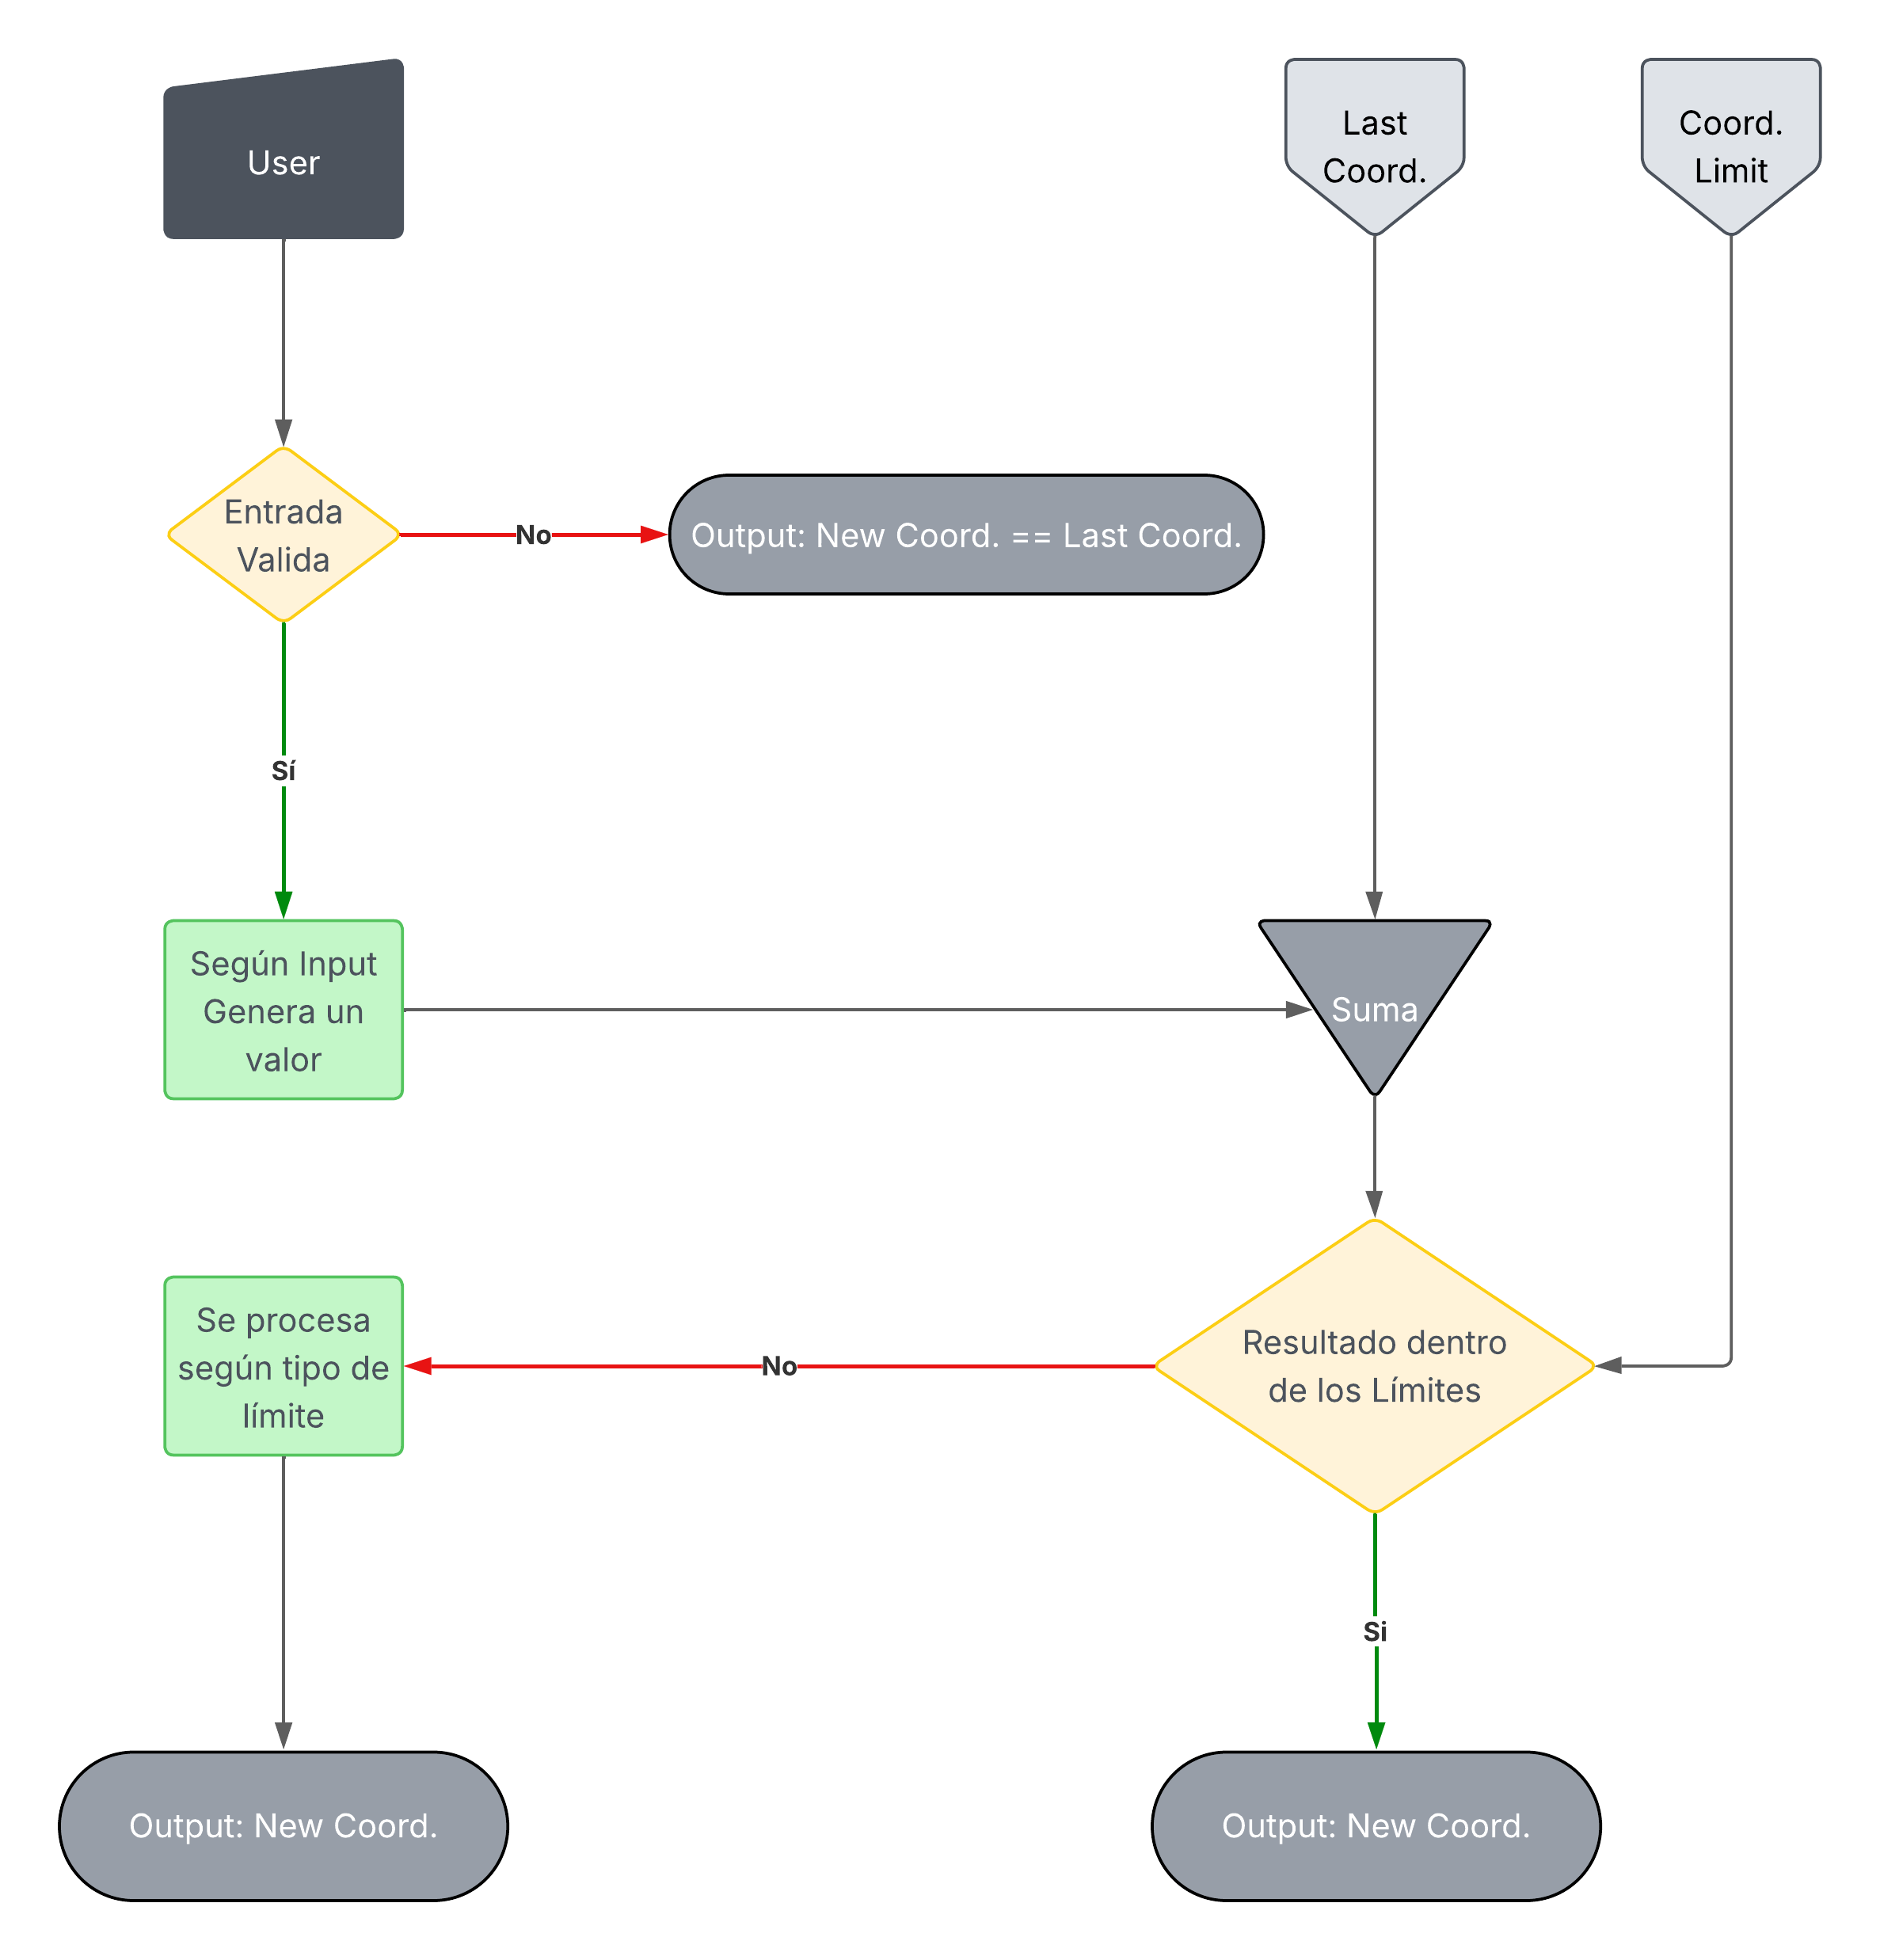 User
Last
Coord.
Coord.
Limit
Entrada
Valida
No
Output: New Coord. == Last Coord.
Sí
Según Input
Genera un
valor
Suma
Se procesa
según tipo de
límite
No
Resultado dentro
de los Límites
Si
Output: New Coord.
Output: New Coord.